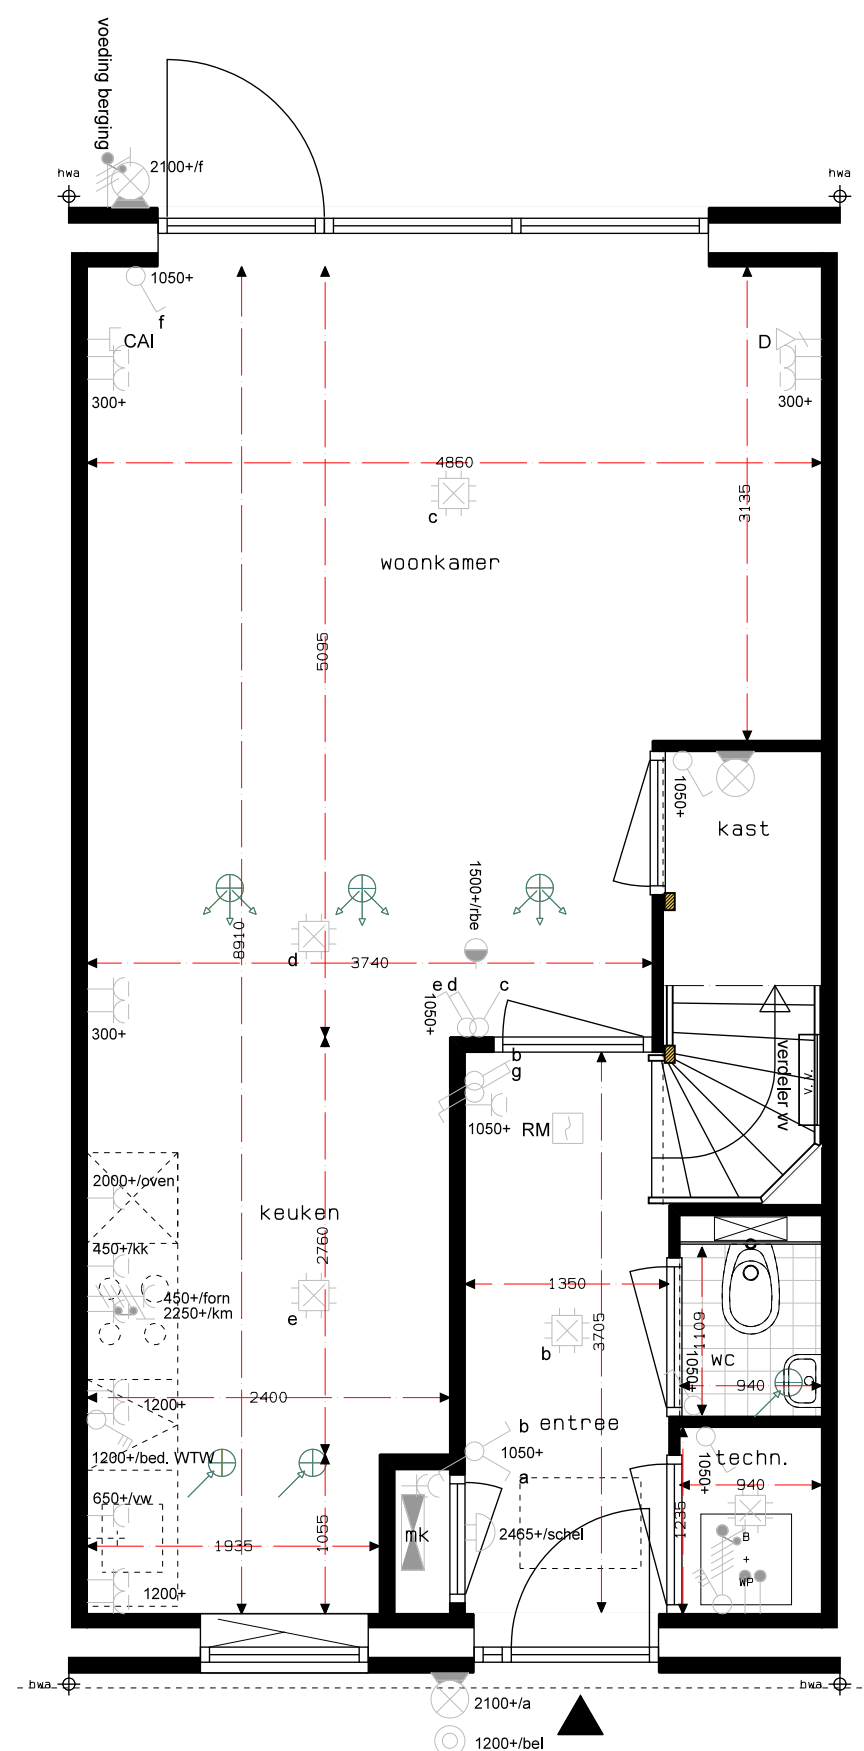 voeding berging
2100+/f
hwa
hwa
1050+
f
CAI
D
300+
300+
4860
c
3135
woonkamer
5095
1050+
kast
1500+/rbe
8910
d
3740
e d
c
1050+
300+
b
g
verdeler vv
v.v.
1050+
RM
2000+/oven
keuken
450+/kk
2760
1350
450+/forn
2250+/km
e
3705
1109
b
wc
1050+
940
2400
1200+
b
entree
1050+
a
1200+/bed. WTW
techn.
1050+
940
650+/vw
mk
2465+/schel
1235
1935
1055
B
+
WP
1200+
hwa
hwa
2100+/a
1200+/bel